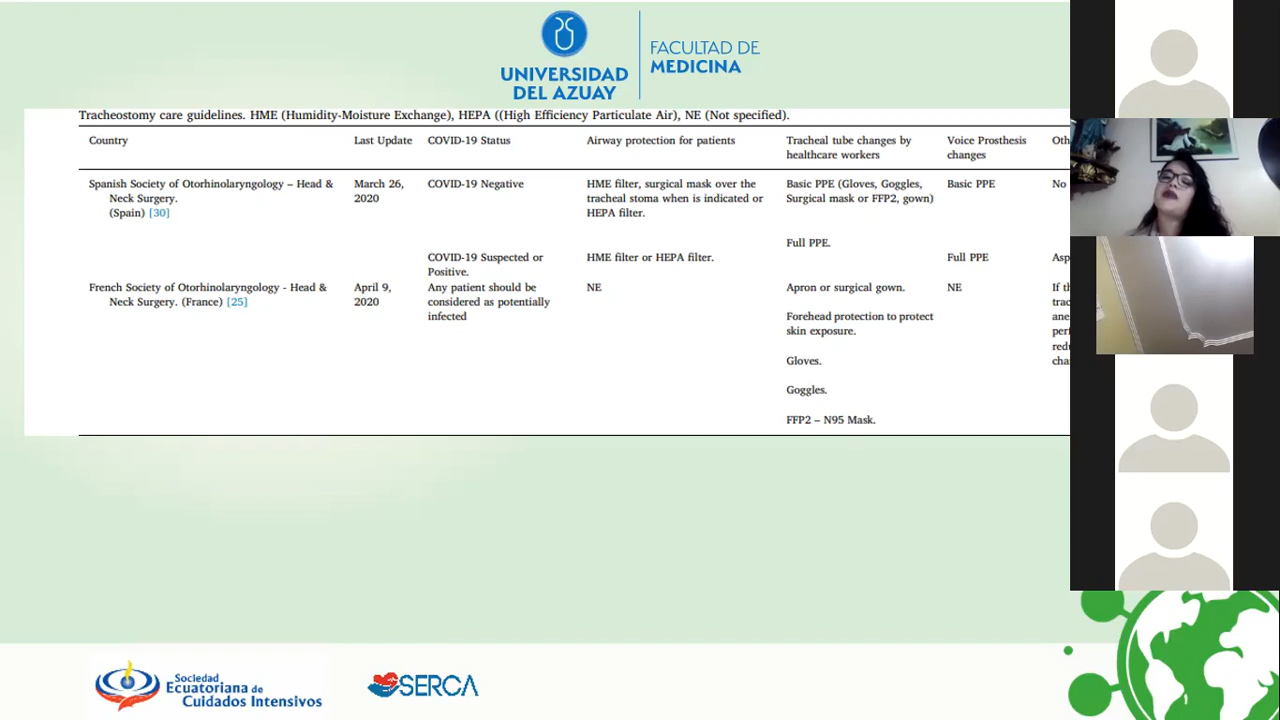 UNIVERSIDAD
DEL AZUAY
FACULTAD DE
MEDICINA
Tracheostomy care guidelines. HME (Humidity-Moisture Exchange), HEPA ((High Efficiency Particulate Air), NE (Not specified).
Country
Last Update
COVID-19 Status
Airway protection for patients
Tracheal tube changes by
healthcare workers
Voice Prosthesis
changes
Spanish Society of Otorhinolaryngology – Head &
Neck Surgery.
(Spain) [30]
March 26,
2020
COVID-19 Negative
HME filter, surgical mask over the
tracheal stoma when is indicated or
HEPA filter.
Basic PPE (Gloves, Goggles,
Surgical mask or FFP2, gown)
Basic PPE
No
COVID-19 Suspected or
Positive.
HME filter or HEPA filter.
Full PPE.
Full PPE
French Society of Otorhinolaryngology - Head &
Neck Surgery. (France) [25]
April 9,
2020
Any patient should be
considered as potentially
infected
NE
Apron or surgical gown.
Forehead protection to protect
skin exposure.
Gloves.
Goggles.
FFP2 – N95 Mask.
NE
If th
Sociedad
Ecuatoriana de
Cuidados Intensivos
SERCA